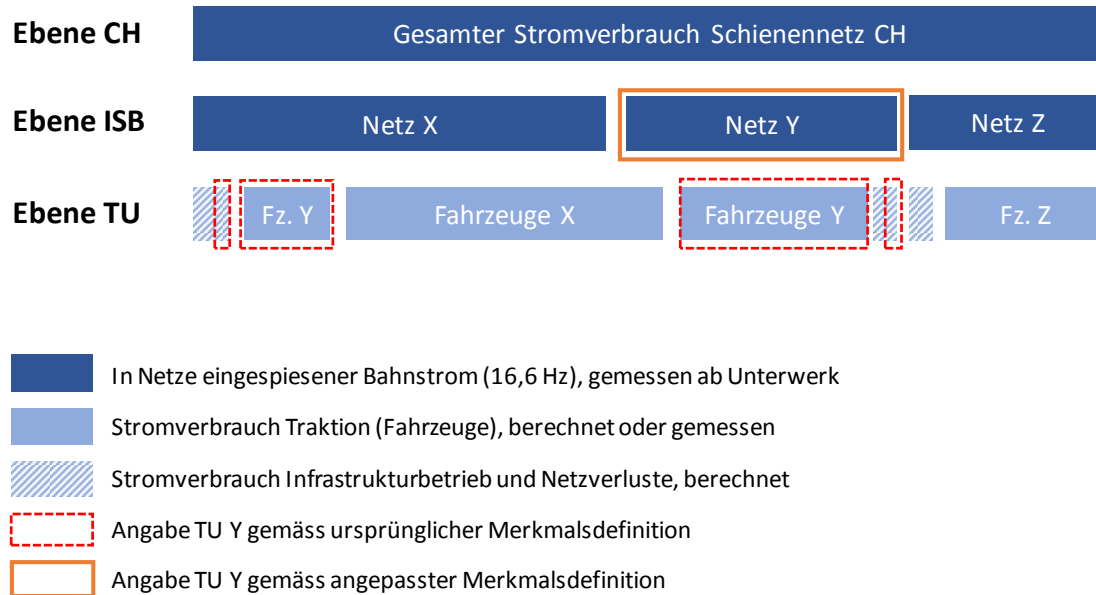 Ebene CH
Gesamter Stromverbrauch Schienennetz CH
Ebene ISB
Netz X
Netz Y
Netz Z
Ebene TU
Fz. Y
Fahrzeuge X
Fahrzeuge Y
Fz. Z
In Netze eingespiesener Bahnstrom (16,6 Hz), gemessen ab Unterwerk
Stromverbrauch Traktion (Fahrzeuge), berechnet oder gemessen
Stromverbrauch Infrastrukturbetrieb und Netzverluste, berechnet
Angabe TU Y gemäss ursprünglicher Merkmalsdefinition
Angabe TU Y gemäss angepasster Merkmalsdefinition